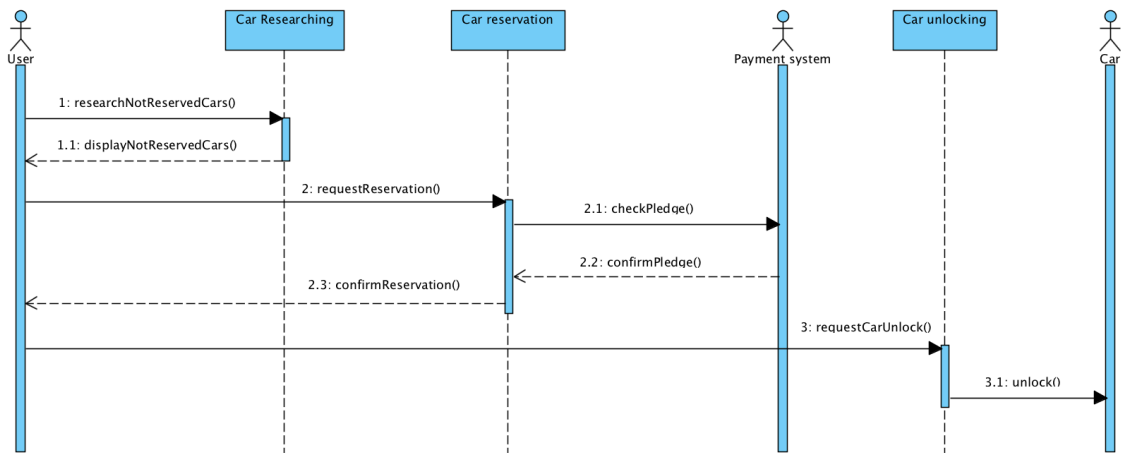 Car Researching
Car reservation
Car unlocking
User
Payment system
Car
1: researchNotReservedCars()
1.1: displayNotReservedCars()
2: requestReservation()
2.1: checkPledge()
2.2: confirmPledge()
2.3: confirmReservation()
3: requestCarUnlock()
3.1: unlock()